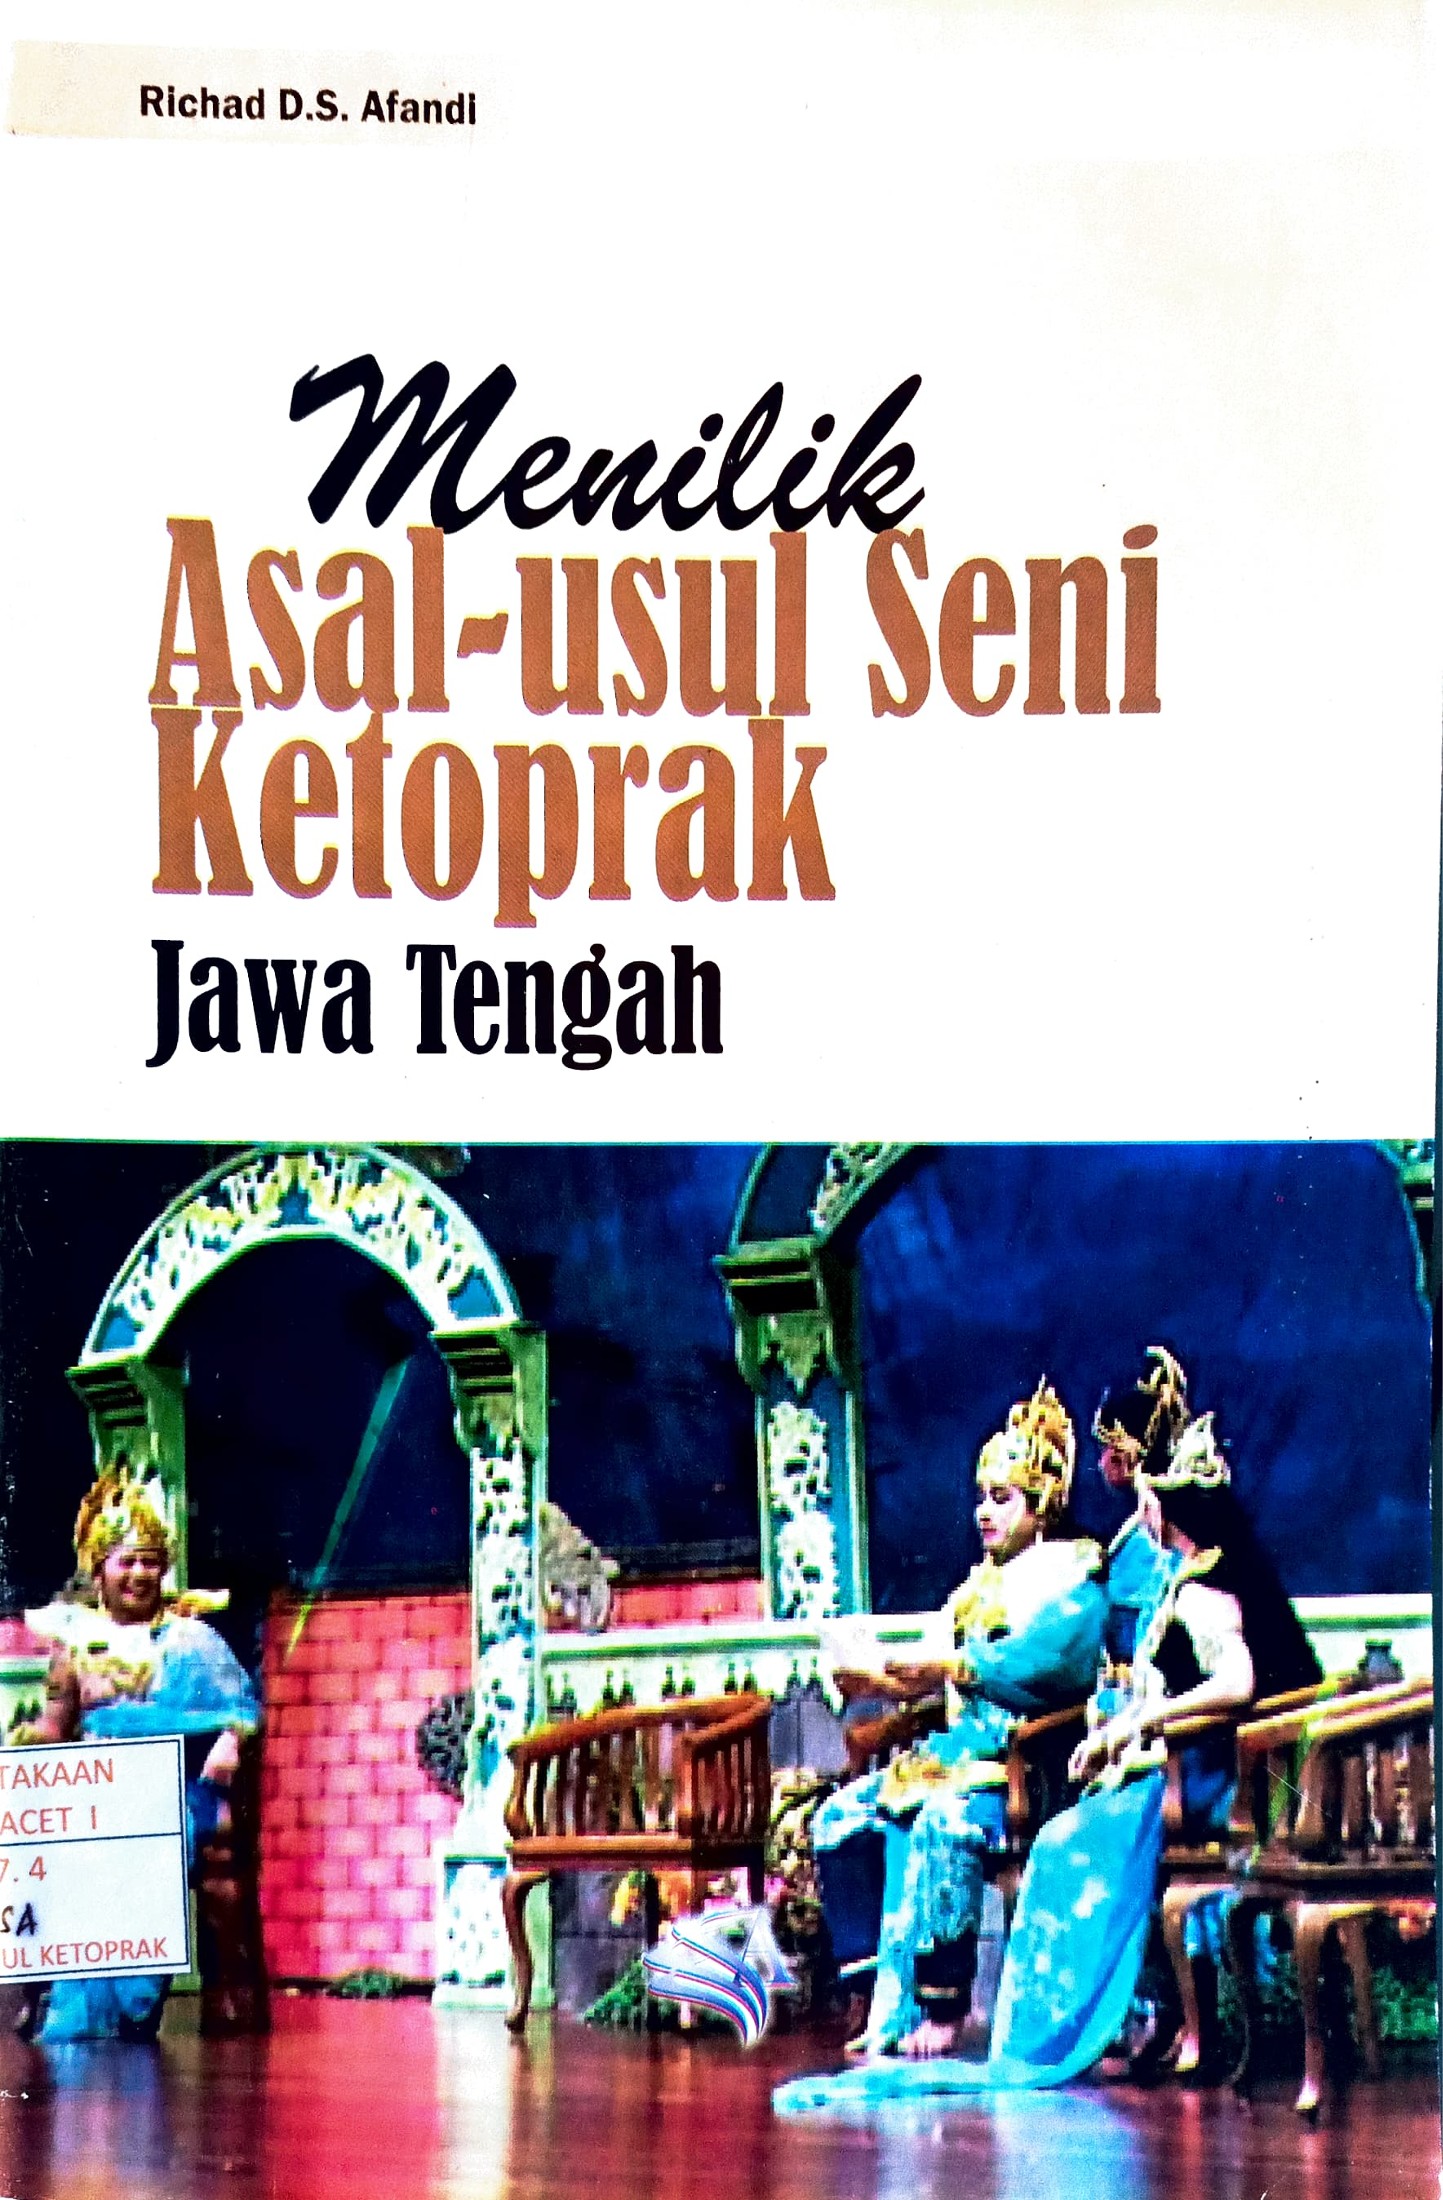 Richad D.S. Afandi
Menilik
Asal-usul Seni
Ketoprak
Jawa Tengah
TAKAAN
ACET I
7.4
SA
UL KETOPRAK